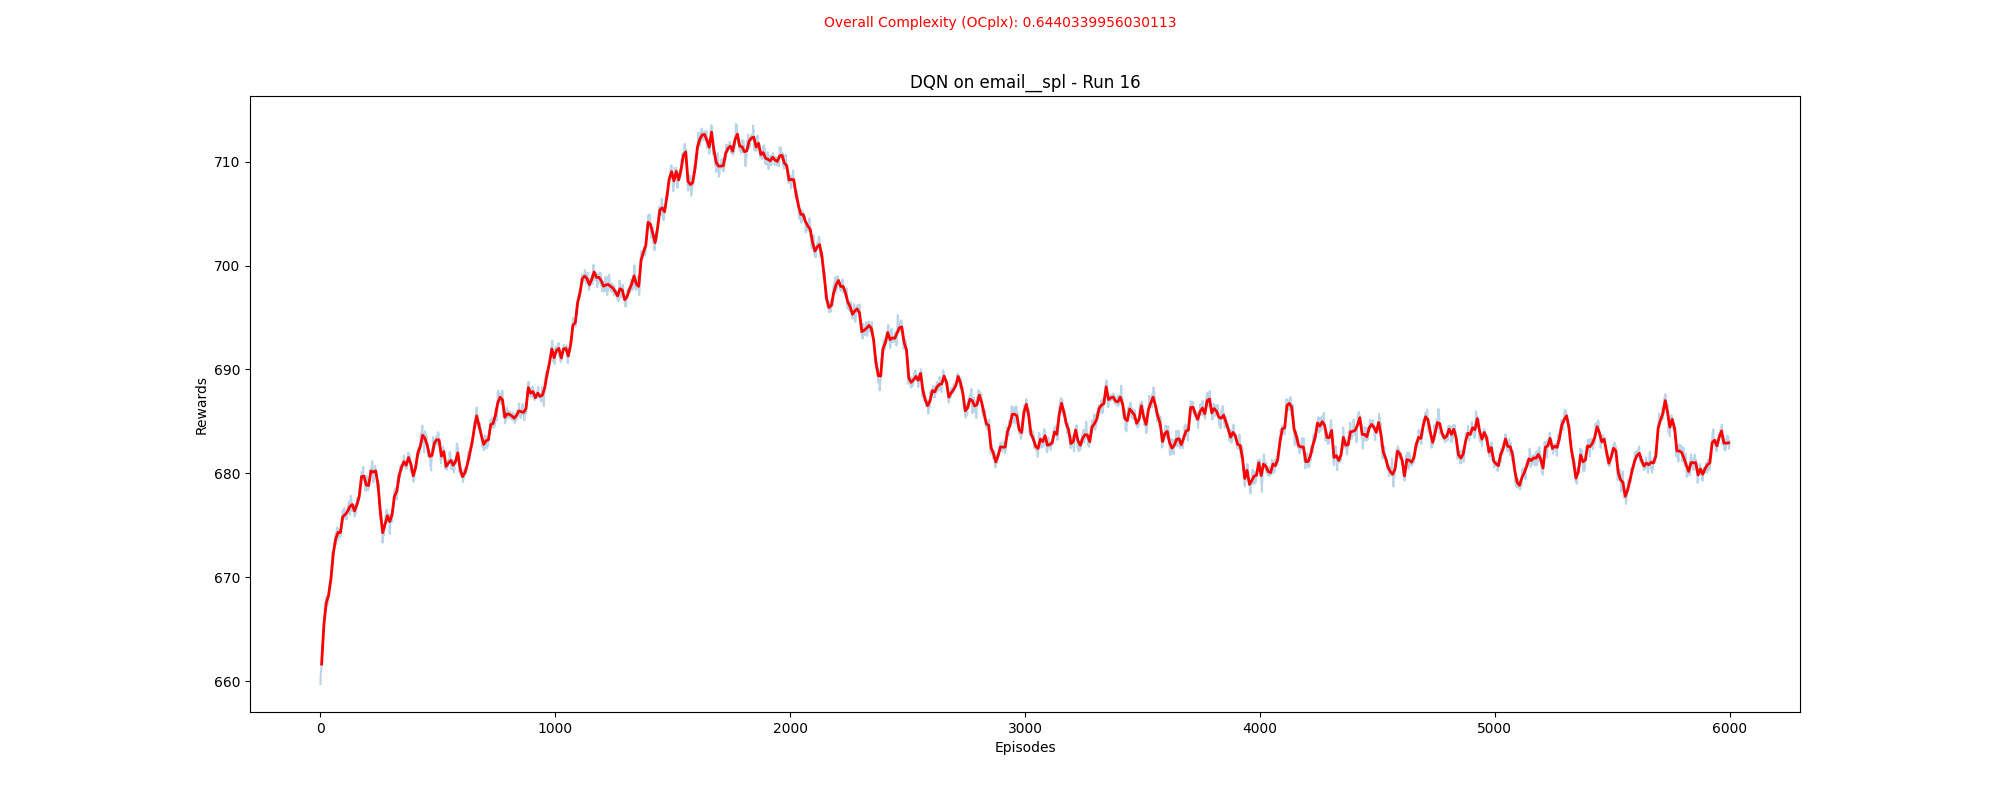 Overall Complexity (OCplx): 0.6440339956030113
DQN on email__spl - Run 16
Rewards
710
700
690
680
670
660
0 1000 2000 3000 4000 5000 6000
Episodes